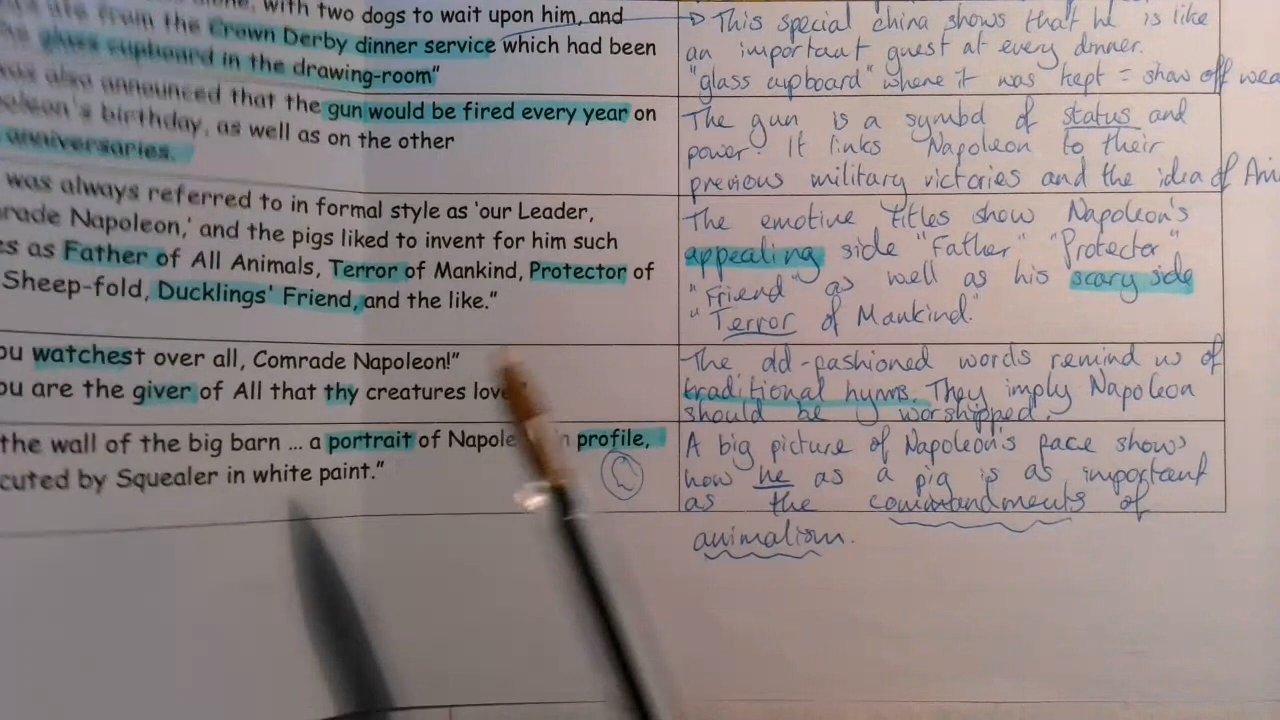 with two dogs to wait upon him, and
ate from the Crown Derby dinner service which had been
glass cupboard in the drawing-room"
was also announced that the gun would be fired every year on
birthday, as well as on the other
anniversaries.
was always referred to in formal style as 'our Leader,
Napoleon,' and the pigs liked to invent for him such
as Father of All Animals, Terror of Mankind, Protector of
Sheep-fold, Ducklings' Friend, and the like."
watchest over all, Comrade Napoleon!"
are the giver of All that thy creatures love
the wall of the big barn ... a portrait of profile,
by Squealer in white paint."
This special china shows that he is like
an important guest at every dinner.
"glass cupboard" where it was kept = show off
The gun is a symbol of status and
power. It links Napoleon to their
previous military victories and the idea of
The emotive titles show Napoleon's
appealing side "Father" "Protector"
"Friend" as well as his scary side
"Terror of Mankind."
The old-fashioned words remind us of
traditional hymns. They imply Napoleon
should be worshipped.
A big picture of Napoleon's face shows
how he as a pig is as important
as the commandments of
animalism.